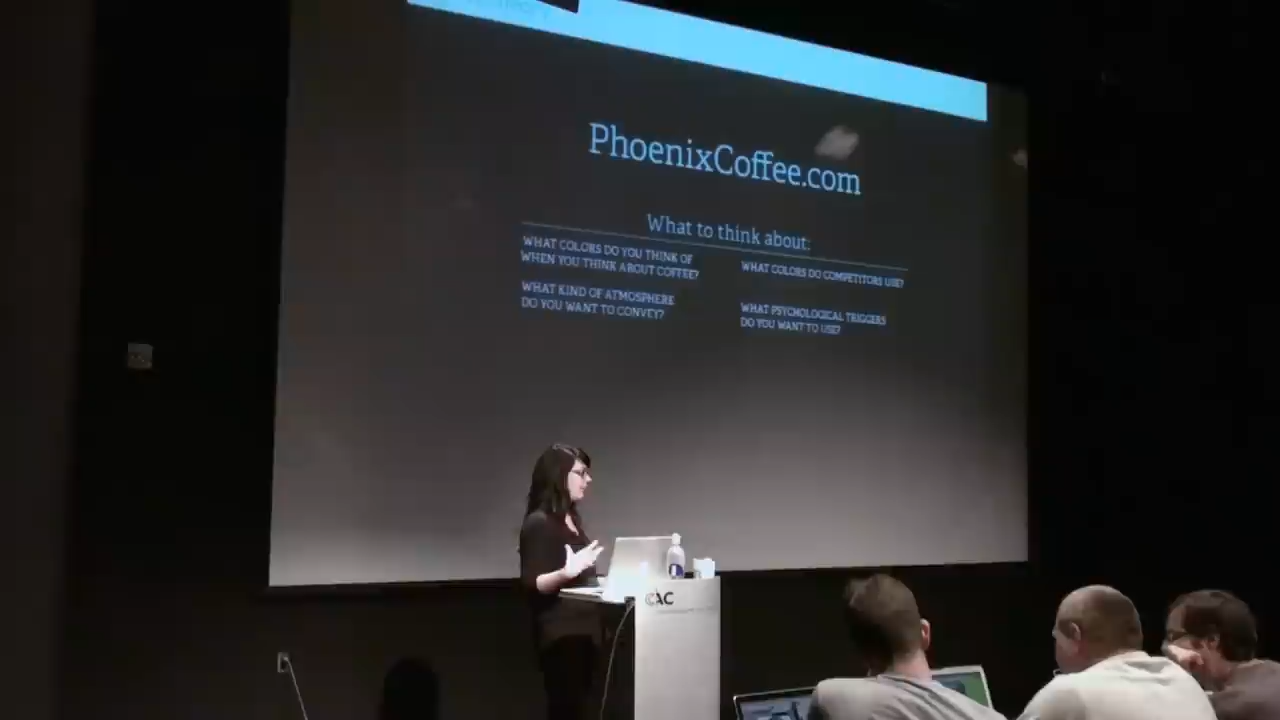 PhoenixCoffee.com
What to think about:
WHAT COLORS DO YOU THINK OF
WHEN YOU THINK ABOUT COFFEE?
WHAT KIND OF ATMOSPHERE
DO YOU WANT TO CONVEY?
WHAT COLORS DO COMPETITORS USE?
WHAT PSYCHOLOGICAL TRIGGERS
DO YOU WANT TO USE?
CAC